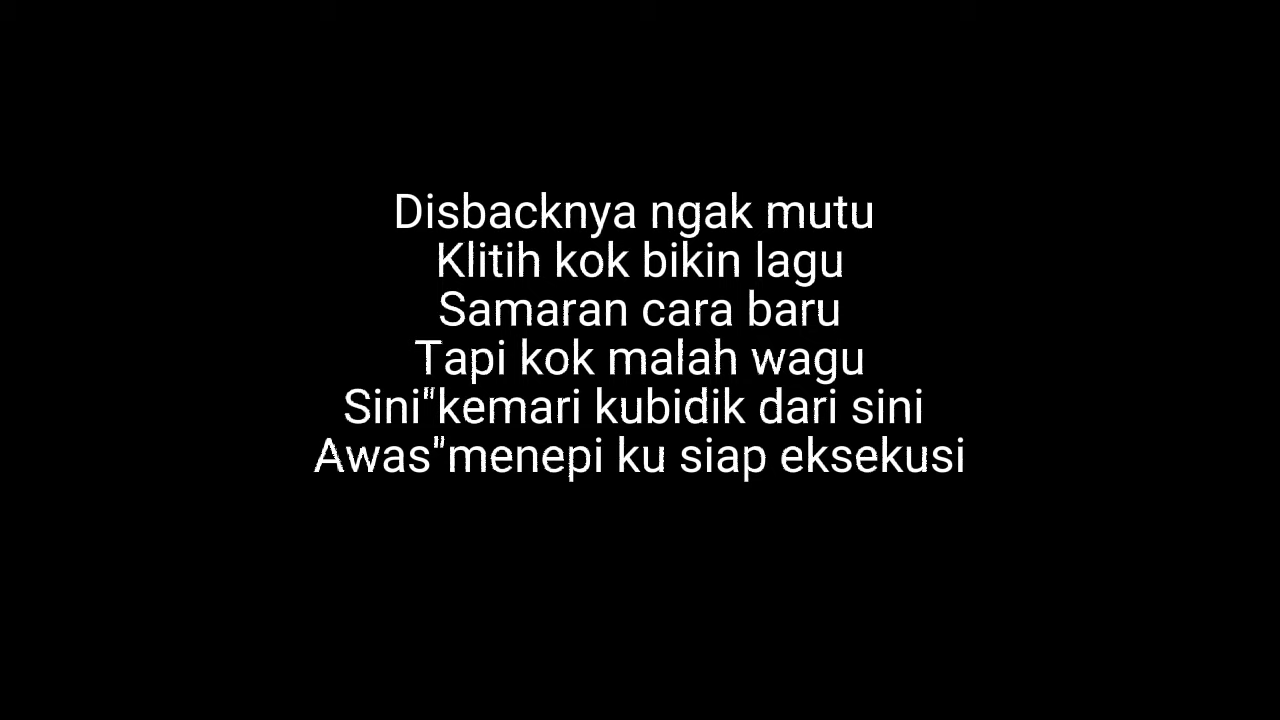 Disbacknya ngak mutu
Klitih kok bikin lagu
Samaran cara baru
Tapi kok malah wagu
Sini"kemari kubidik dari sini
Awas"menepi ku siap eksekusi